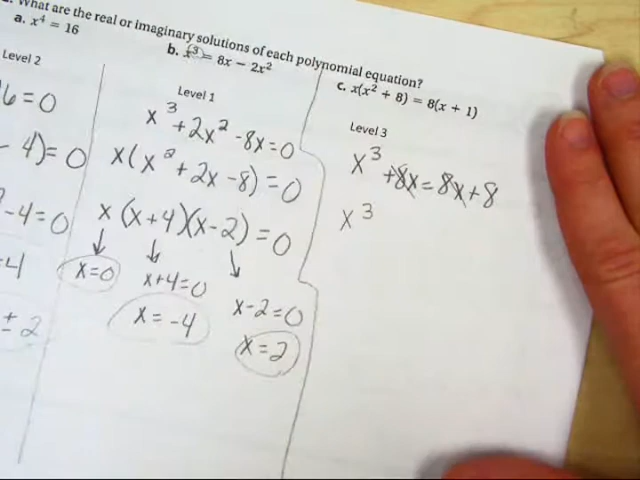 What are the real or imaginary solutions of each polynomial equation?
a. x⁴ = 16
b. x³ = 8x − 2x²
c. x(x² + 8) = 8(x + 1)
Level 2
6=0
- 4)=0
-4=0
=4
± 2
Level 1
x³ +2x² -8x=0
x(x² + 2x -8)=0
x (x+4)(x-2)=0
x=0
x+4=0
x-2=0
x= -4
x=2
Level 3
x³ +8x = 8x+8
x³